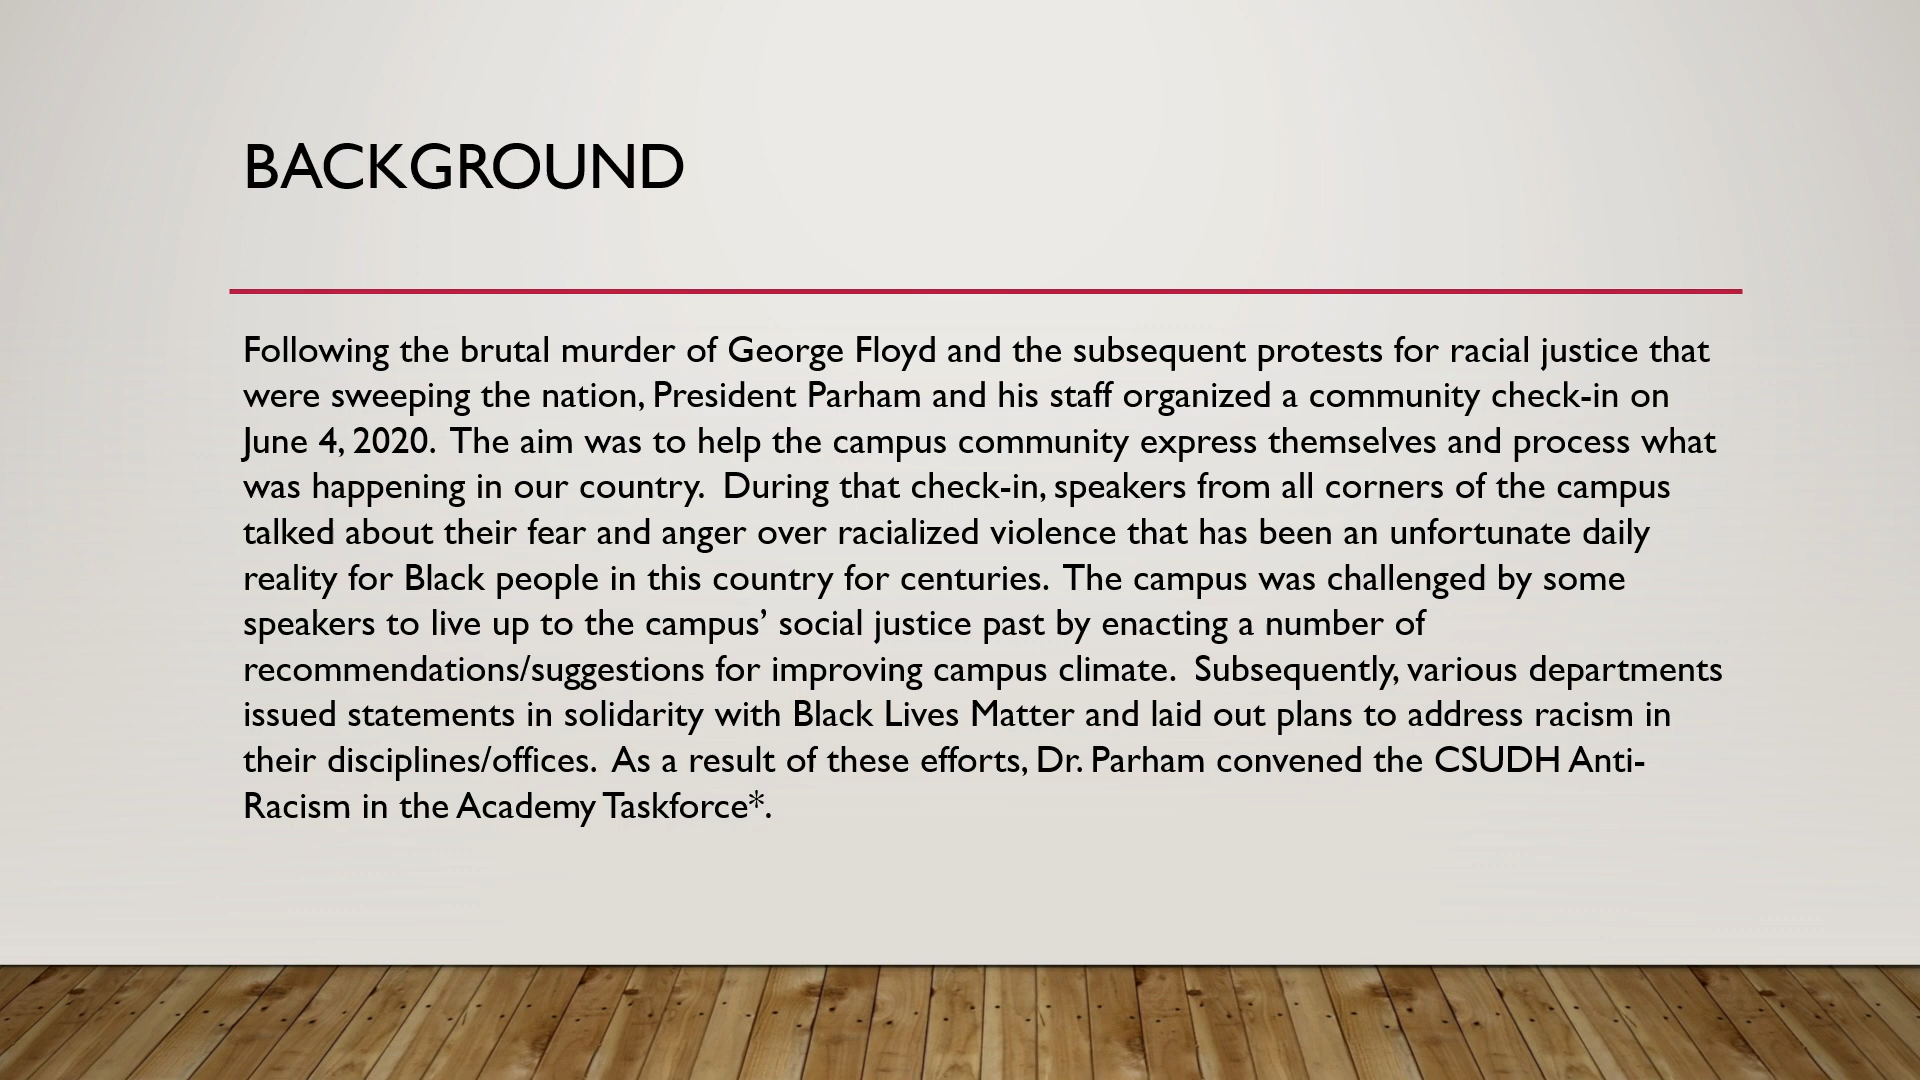 BACKGROUND
Following the brutal murder of George Floyd and the subsequent protests for racial justice that
were sweeping the nation, President Parham and his staff organized a community check-in on
June 4, 2020.  The aim was to help the campus community express themselves and process what
was happening in our country.  During that check-in, speakers from all corners of the campus
talked about their fear and anger over racialized violence that has been an unfortunate daily
reality for Black people in this country for centuries.  The campus was challenged by some
speakers to live up to the campus’ social justice past by enacting a number of
recommendations/suggestions for improving campus climate.  Subsequently, various departments
issued statements in solidarity with Black Lives Matter and laid out plans to address racism in
their disciplines/offices.  As a result of these efforts, Dr. Parham convened the CSUDH Anti-
Racism in the Academy Taskforce*.